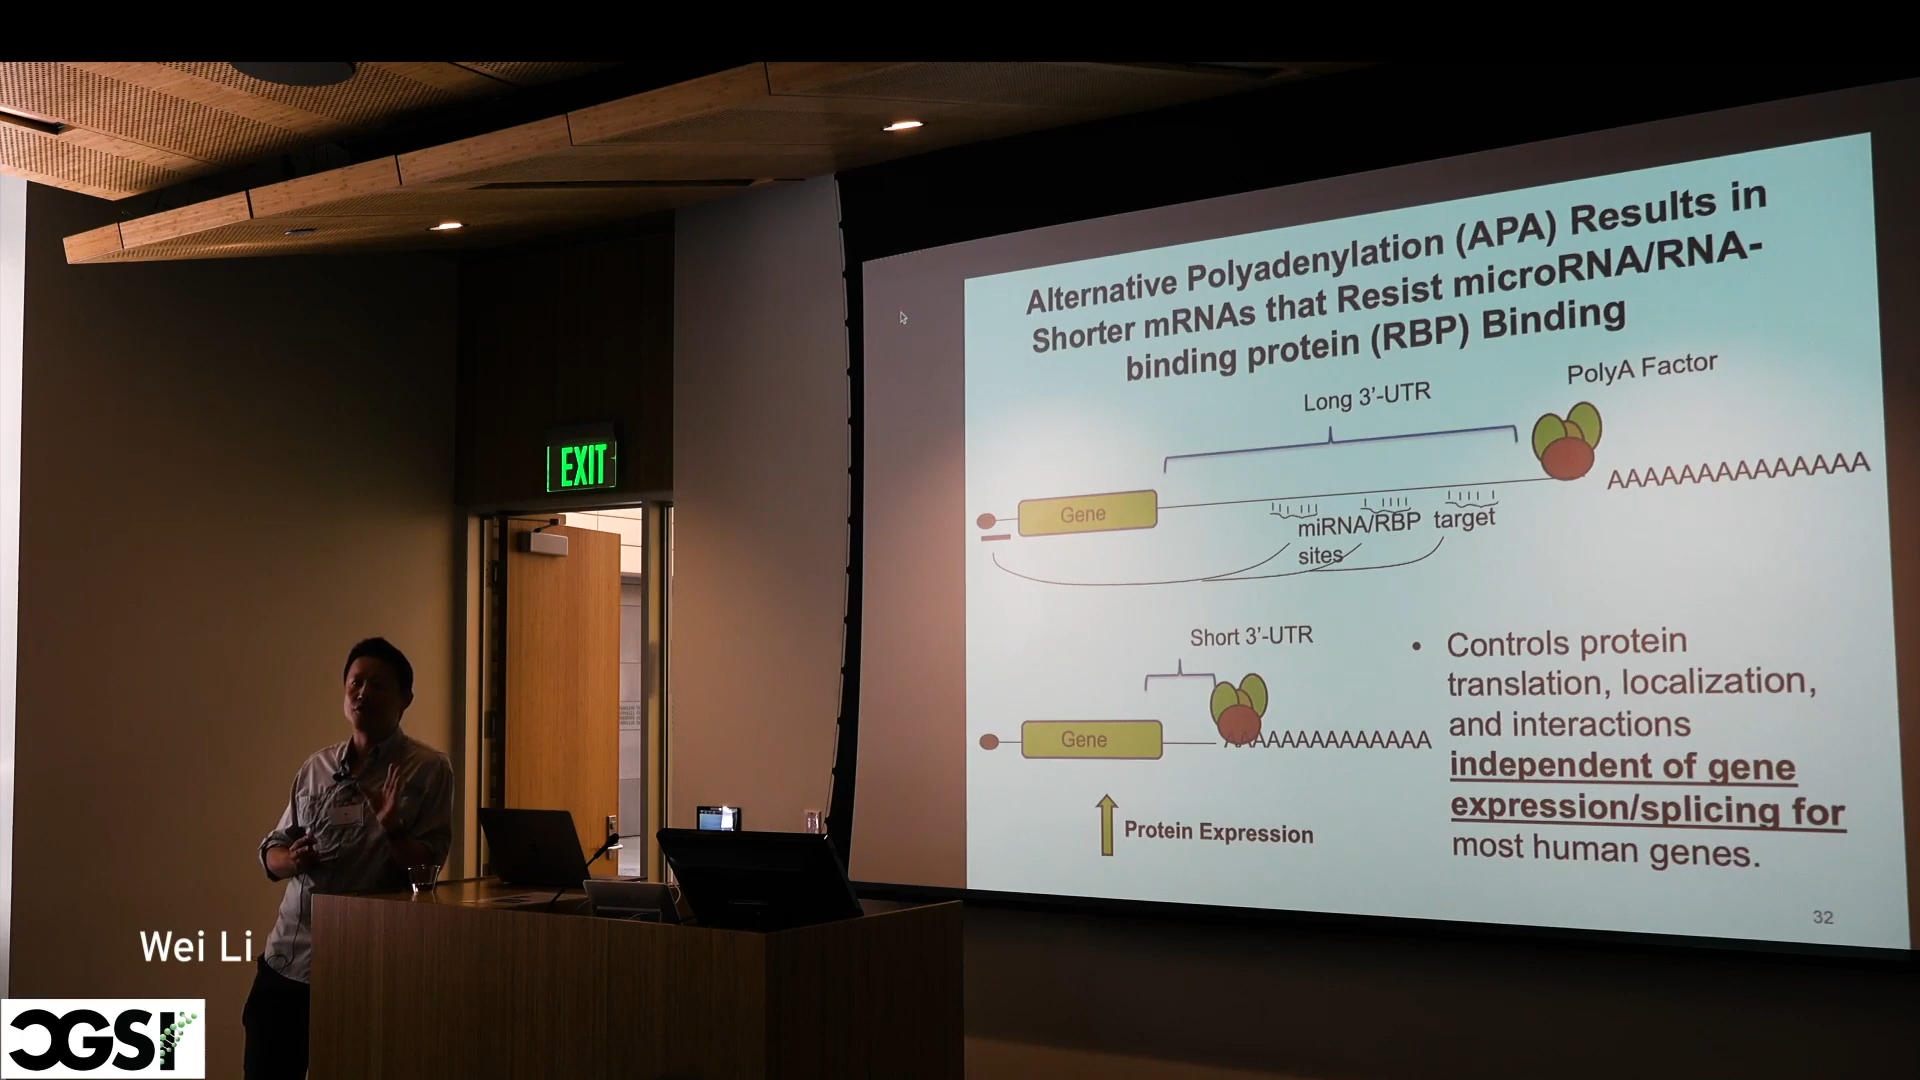 Alternative Polyadenylation (APA) Results in
Shorter mRNAs that Resist microRNA/RNA-
binding protein (RBP) Binding
PolyA Factor
Long 3'-UTR
AAAAAAAAAAAAAA
Gene
miRNA/RBP target
sites
EXIT
Short 3'-UTR
Gene
AAAAAAAAAAAAAA
Protein Expression
• Controls protein
translation, localization,
and interactions
independent of gene
expression/splicing for
most human genes.
32
Wei Li
CGSI